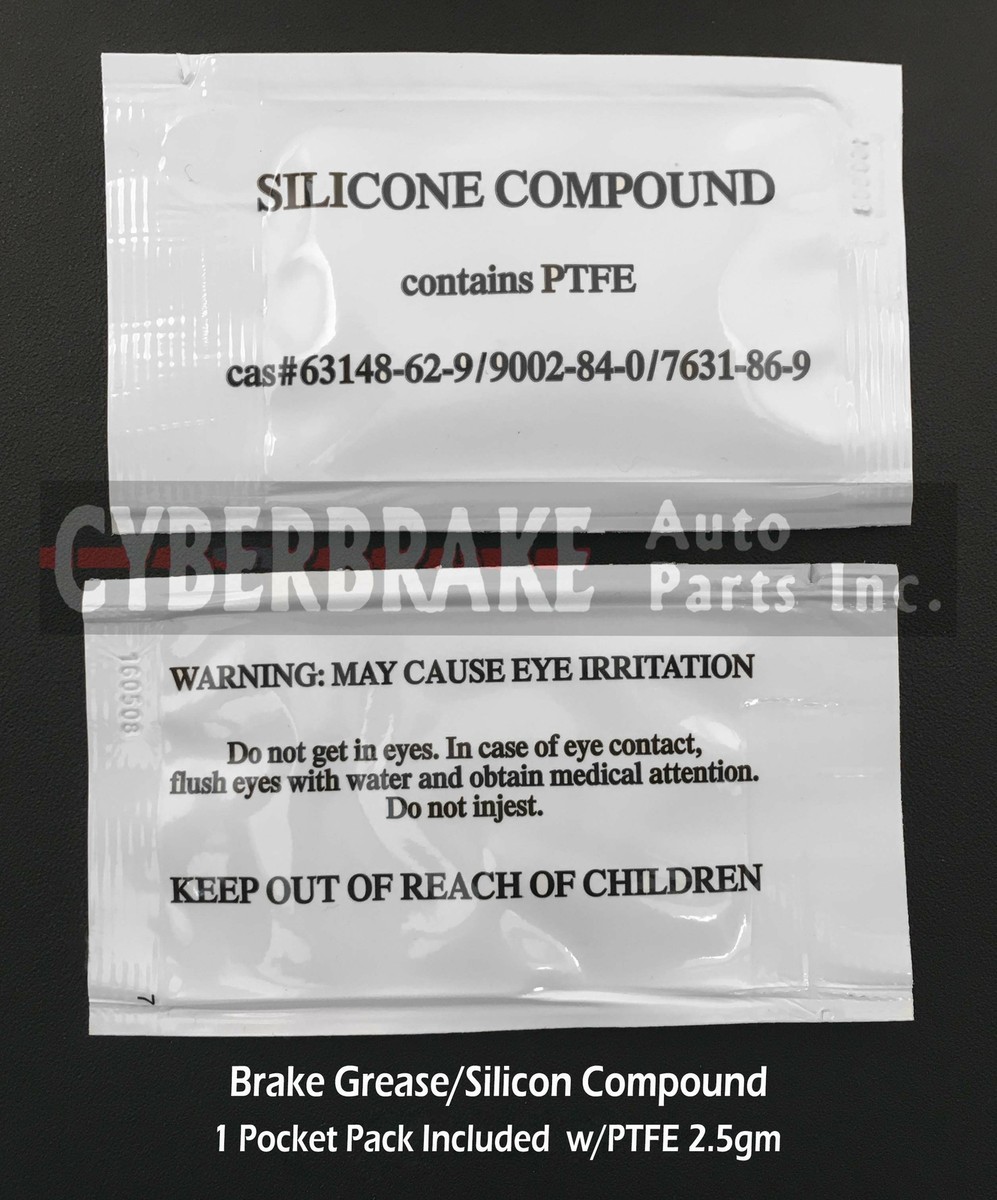 SILICONE COMPOUND
contains PTFE
cas#63148-62-9/9002-84-0/7631-86-9
CYBERBRAKE Auto
Parts Inc.
160508
WARNING: MAY CAUSE EYE IRRITATION
Do not get in eyes. In case of eye contact,
flush eyes with water and obtain medical attention.
Do not injest.
KEEP OUT OF REACH OF CHILDREN
7
Brake Grease/Silicon Compound
1 Pocket Pack Included w/PTFE 2.5gm